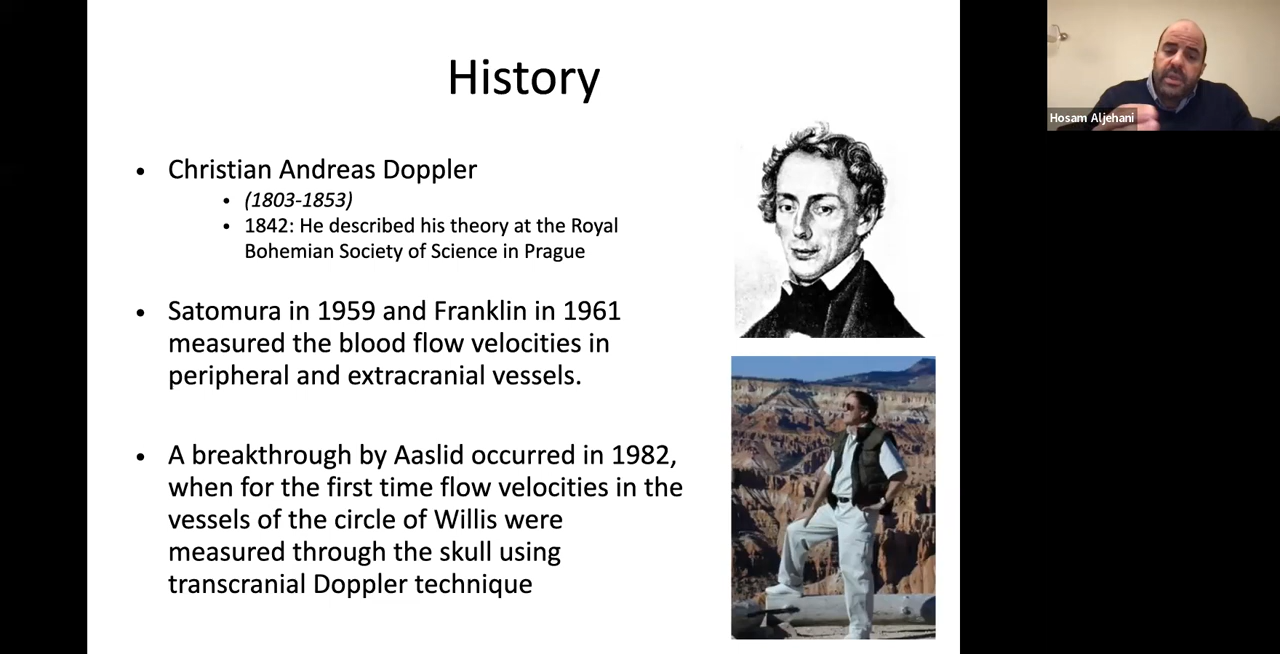 History
• Christian Andreas Doppler
• (1803-1853)
• 1842: He described his theory at the Royal
Bohemian Society of Science in Prague
• Satomura in 1959 and Franklin in 1961
measured the blood flow velocities in
peripheral and extracranial vessels.
• A breakthrough by Aaslid occurred in 1982,
when for the first time flow velocities in the
vessels of the circle of Willis were
measured through the skull using
transcranial Doppler technique
Hosam Aljehani